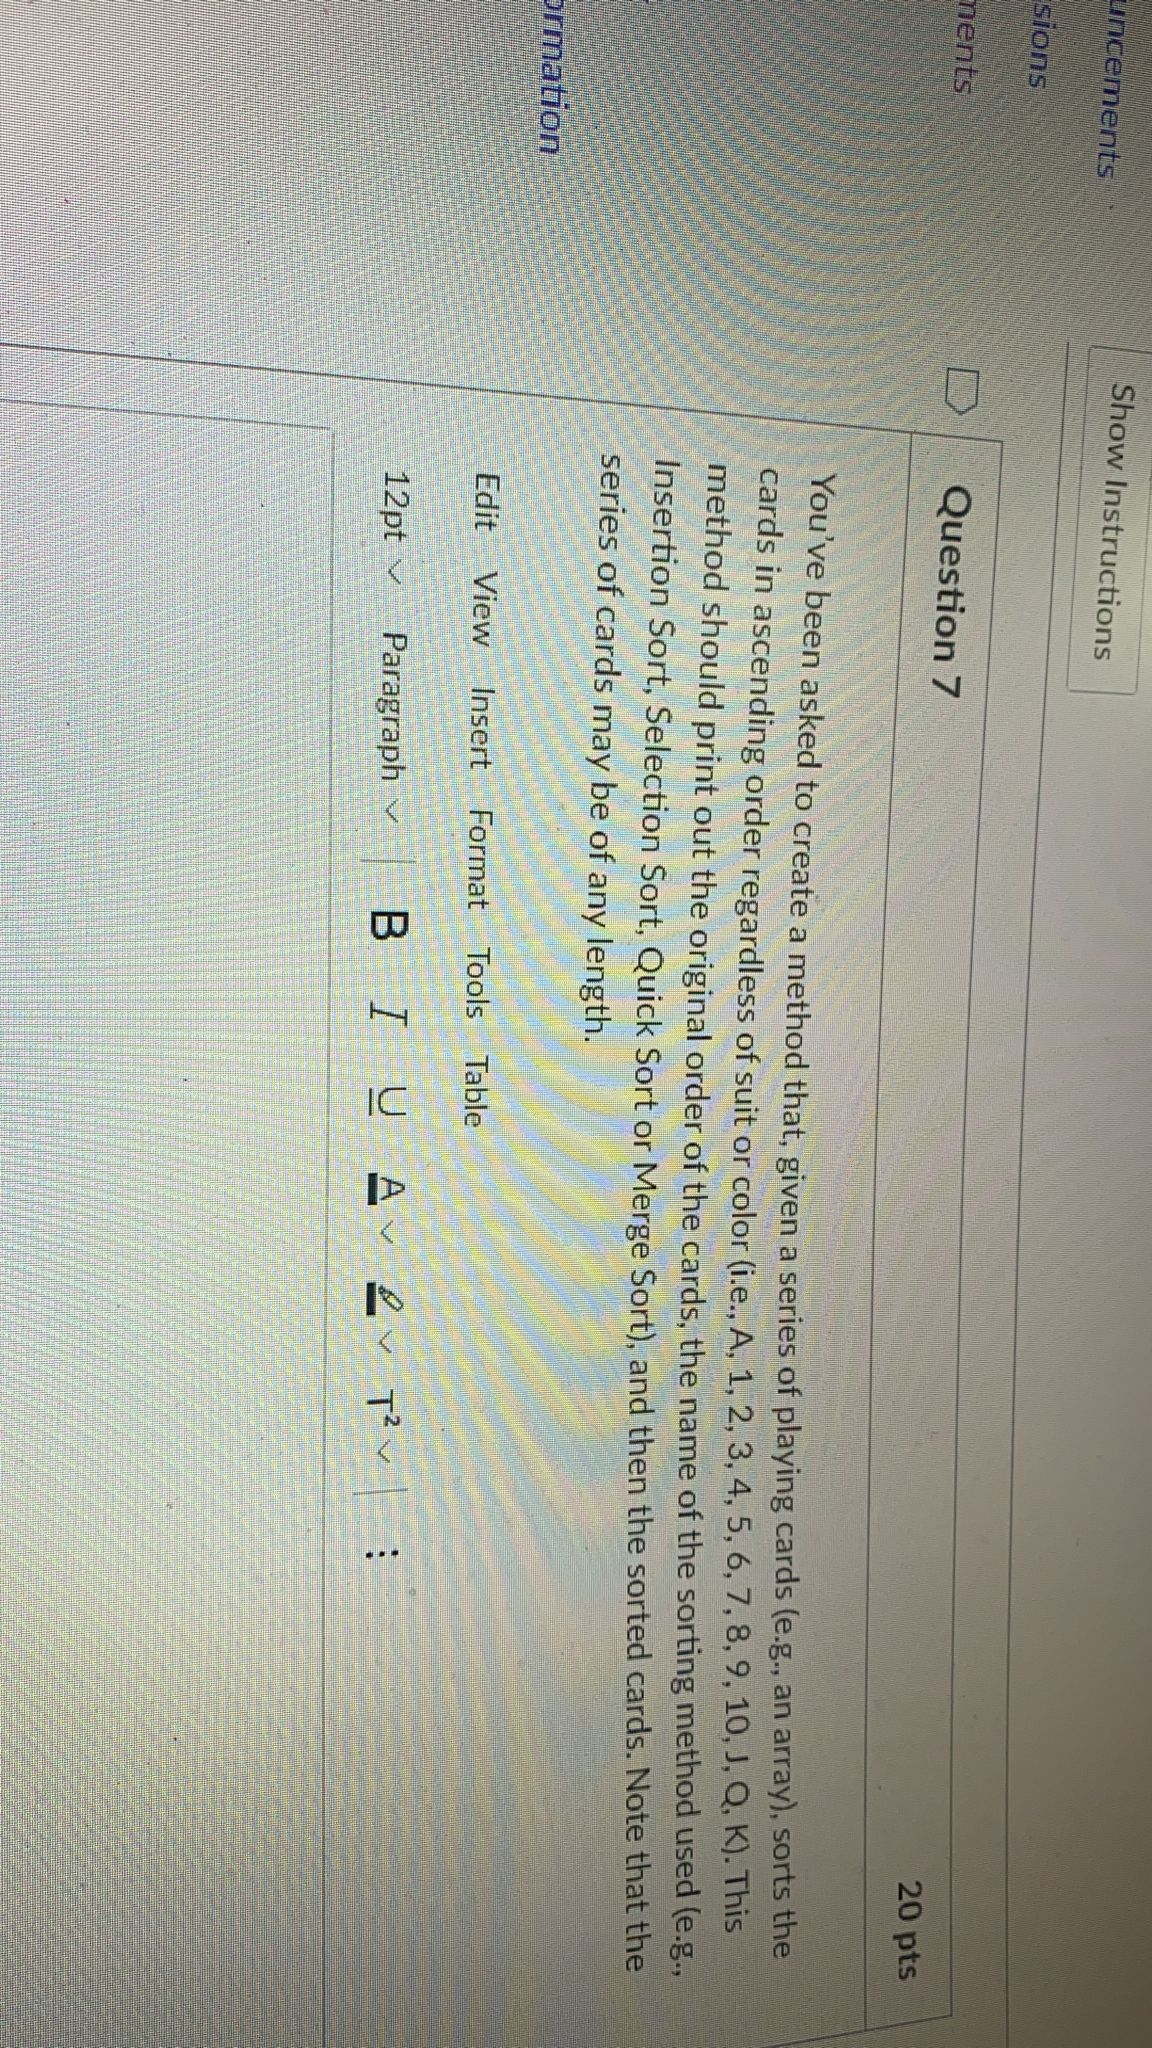 Show Instructions
Question 7
20 pts
You've been asked to create a method that, given a series of playing cards (e.g., an array), sorts the
cards in ascending order regardless of suit or color (i.e., A, 1, 2, 3, 4, 5, 6, 7, 8, 9, 10, J, Q, K). This
method should print out the original order of the cards, the name of the sorting method used (e.g.,
Insertion Sort, Selection Sort, Quick Sort or Merge Sort), and then the sorted cards. Note that the
series of cards may be of any length.
Edit View Insert Format Tools Table
12pt Paragraph B I U A T²
uncements
sions
ments
ormation